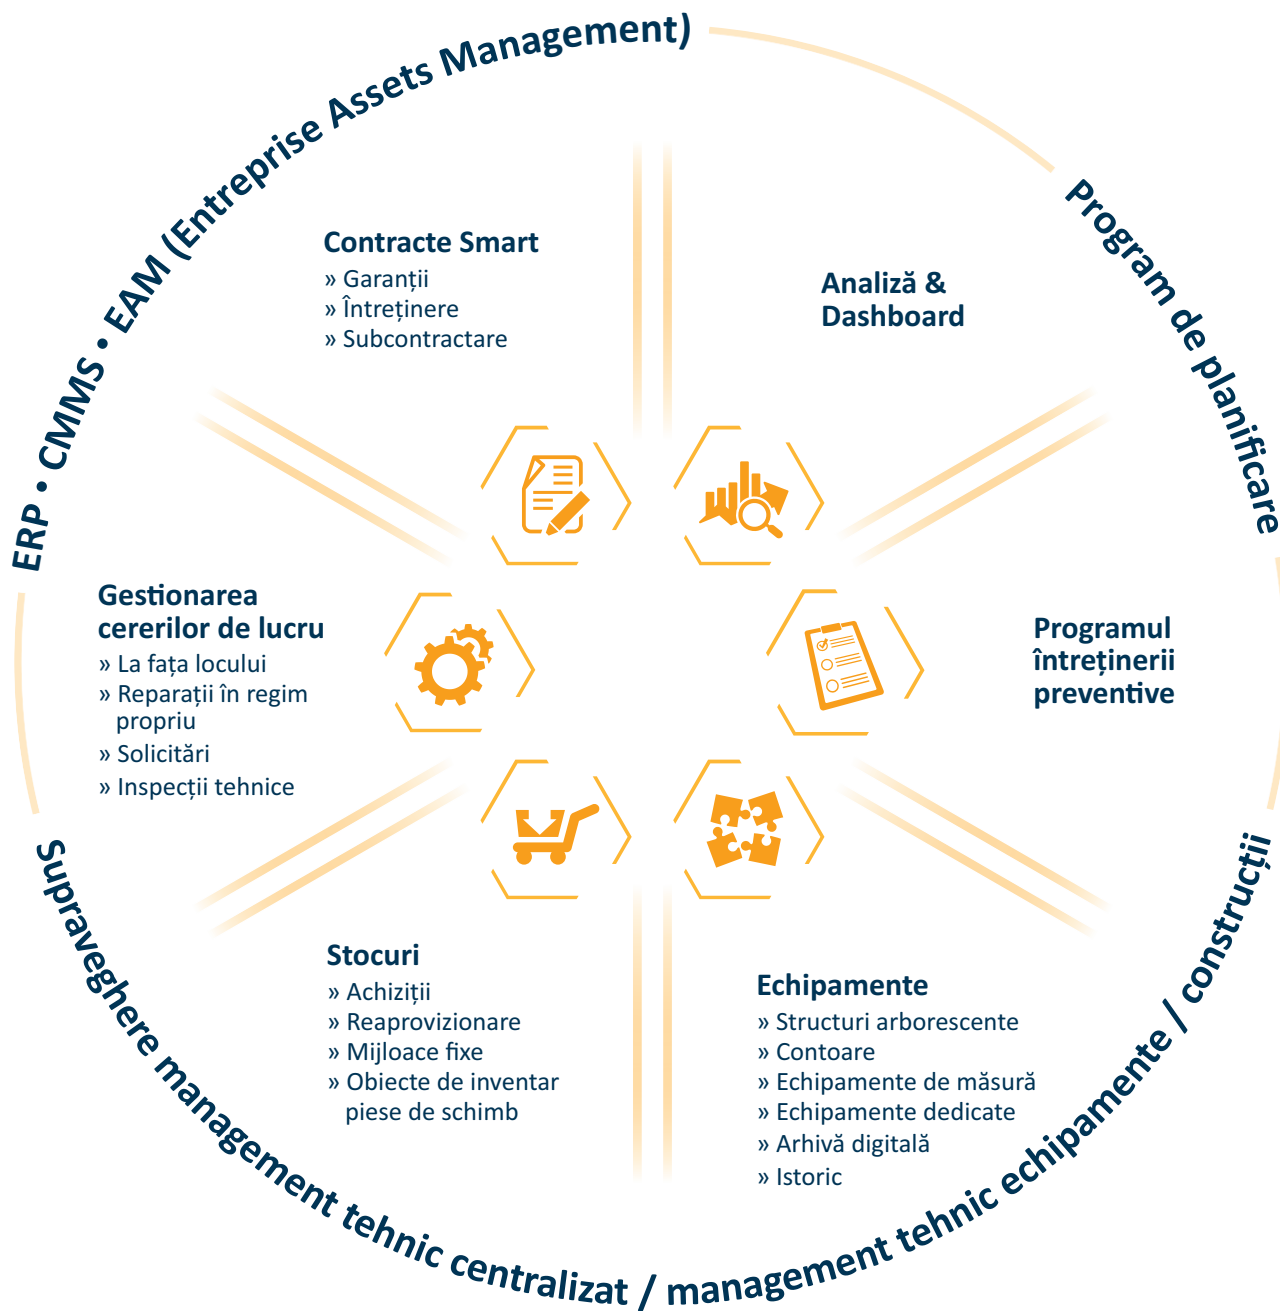 ERP • CMMS • EAM (Entreprise Assets Management)
Program de planificare
Contracte Smart
» Garanții
» Întreținere
» Subcontractare
Analiză &
Dashboard
Gestionarea
cererilor de lucru
» La fața locului
» Reparații în regim
propriu
» Solicitări
» Inspecții tehnice
Programul
întreținerii
preventive
Stocuri
» Achiziții
» Reaprovizionare
» Mijloace fixe
» Obiecte de inventar
piese de schimb
Echipamente
» Structuri arborescente
» Contoare
» Echipamente de măsură
» Echipamente dedicate
» Arhivă digitală
» Istoric
Supraveghere management tehnic centralizat / management tehnic echipamente / construcții